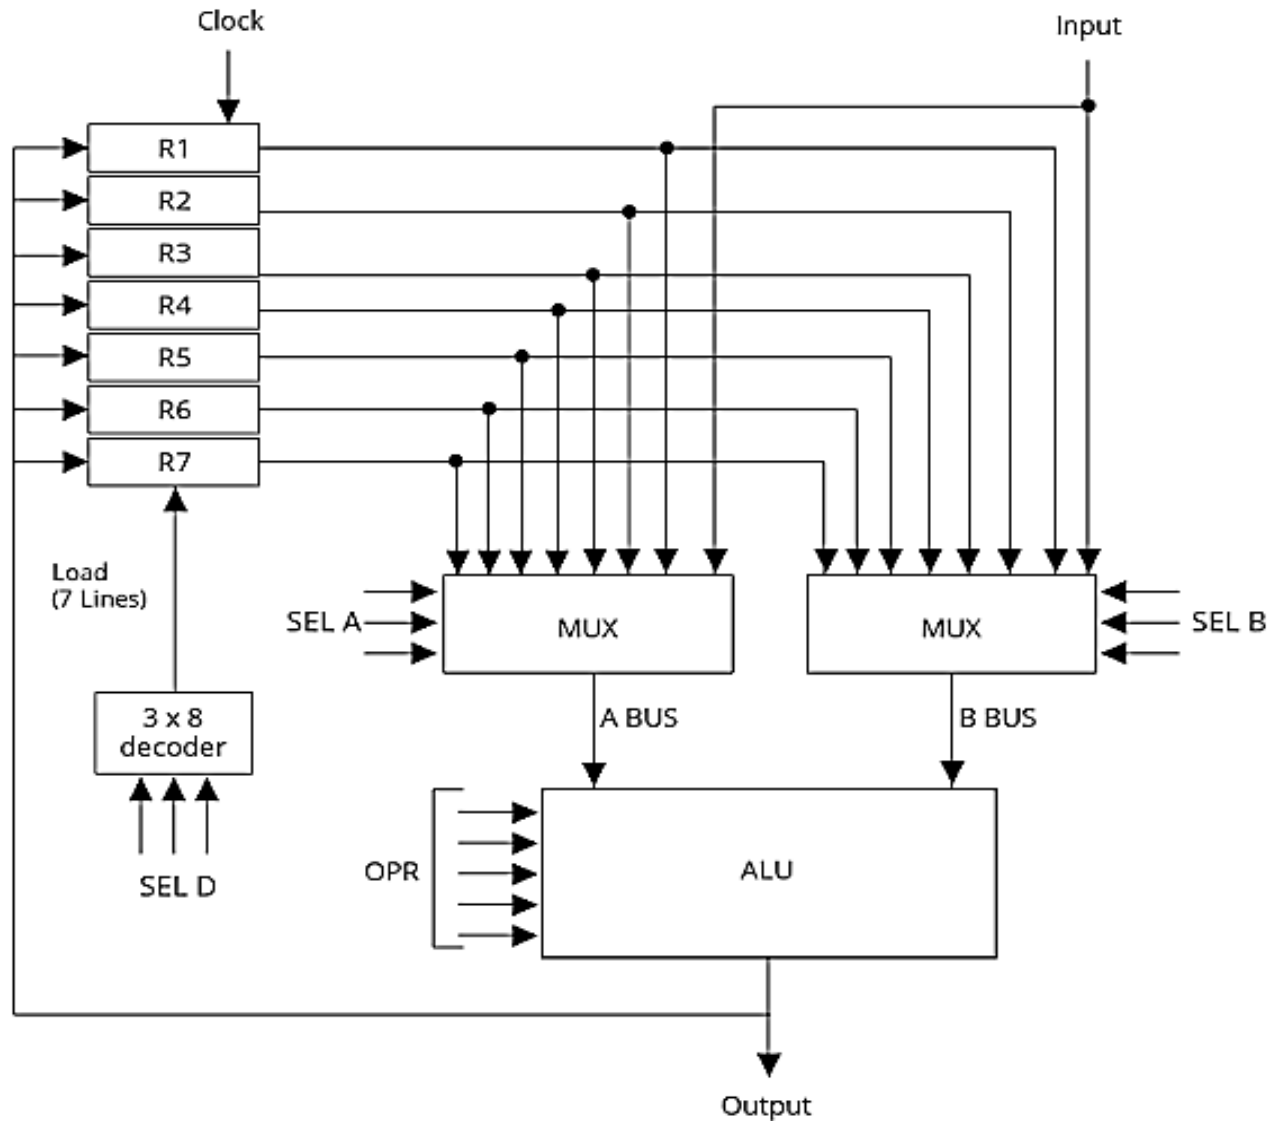 Clock
Input
R1
R2
R3
R4
R5
R6
R7
Load
(7 Lines)
SEL A
MUX
MUX
SEL B
3 x 8
decoder
A BUS
B BUS
SEL D
OPR
ALU
Output